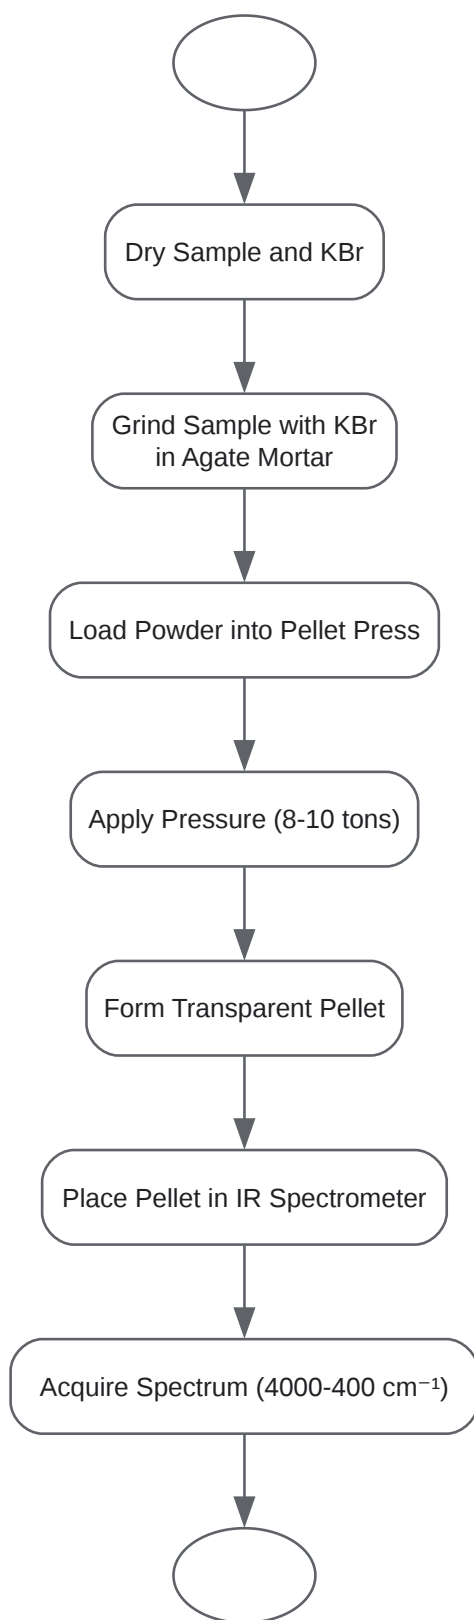 Dry Sample and KBr
Grind Sample with KBr
in Agate Mortar
Load Powder into Pellet Press
Apply Pressure (8-10 tons)
Form Transparent Pellet
Place Pellet in IR Spectrometer
Acquire Spectrum (4000-400 cm⁻¹)